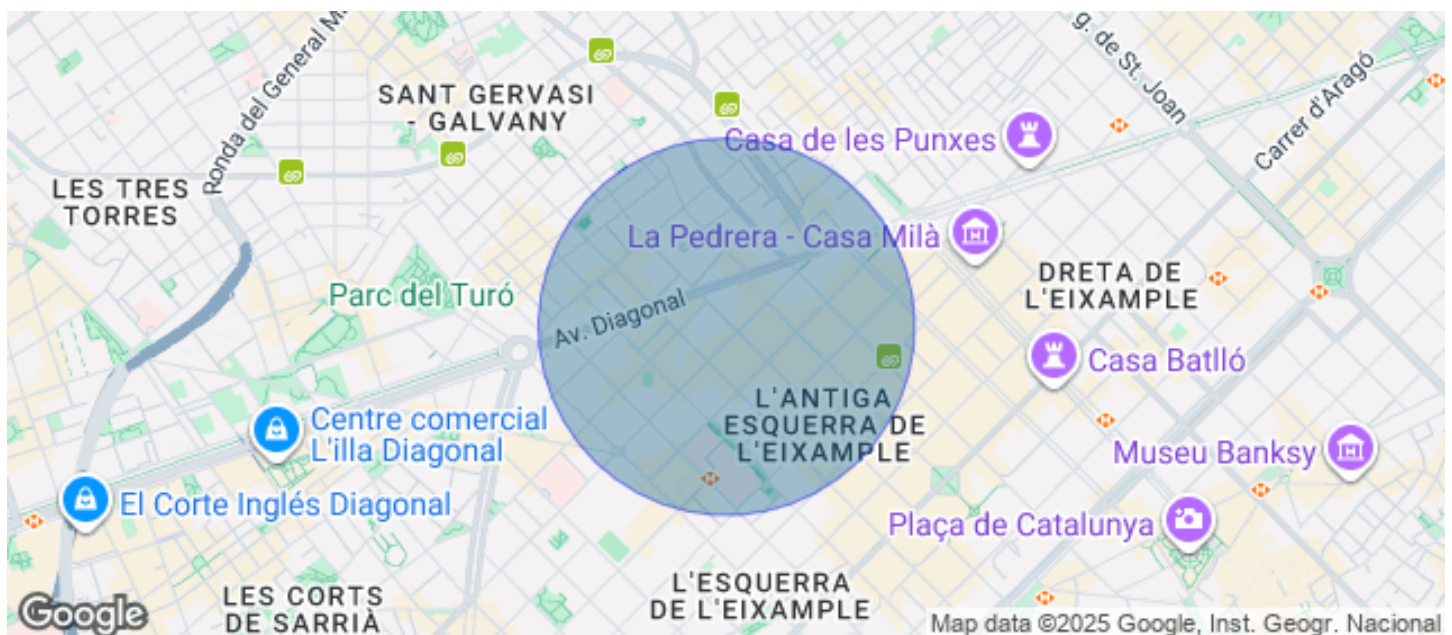 g. de St. Joan
Carrer d'Aragó
Ronda del General Mi
SANT GERVASI
- GALVANY
Casa de les Punxes
LES TRES
TORRES
La Pedrera - Casa Milà
DRETA DE
L'EIXAMPLE
Parc del Turó
Av. Diagonal
Casa Batlló
L'ANTIGA
ESQUERRA DE
L'EIXAMPLE
Centre comercial
L'illa Diagonal
Museu Banksy
El Corte Inglés Diagonal
Plaça de Catalunya
L'ESQUERRA
DE L'EIXAMPLE
LES CORTS
DE SARRIÀ
Google
Map data ©2025 Google, Inst. Geogr. Nacional